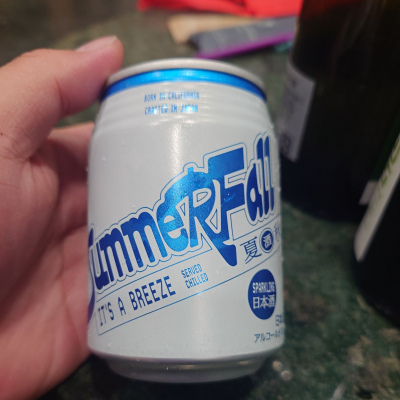 BORN IN CALIFORNIA
CRAFTED IN JAPAN
SummerFall
夏酒
IT'S A BREEZE
SERVED
CHILLED
SPARKLING
日本酒
アルコール